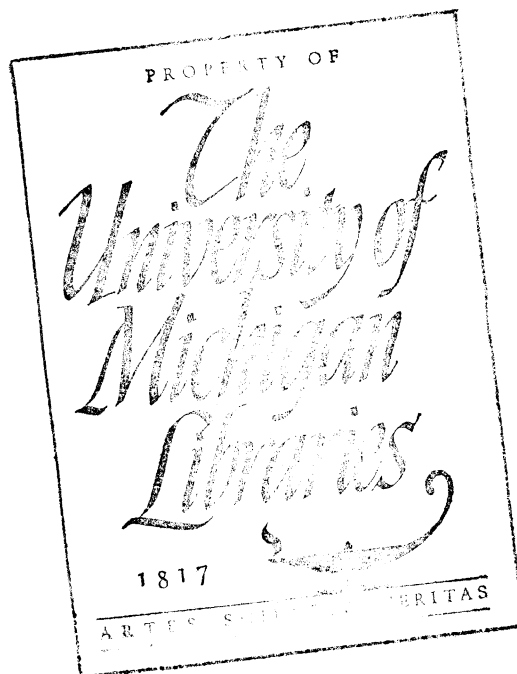 PROPERTY OF
The
University of
Michigan
Libraries
1817
ARTES VERITAS